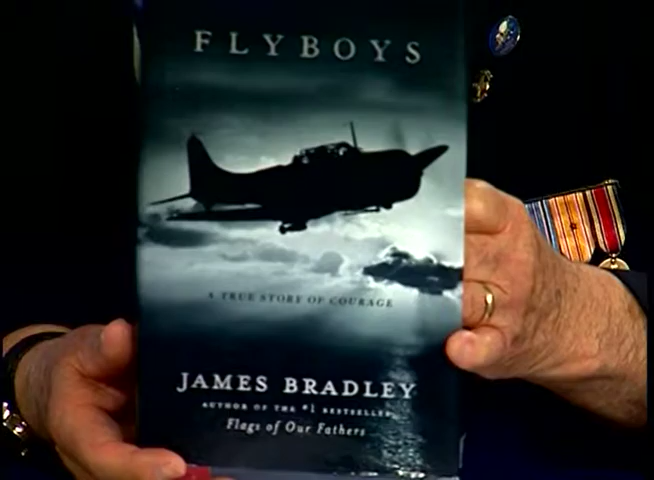 FLYBOYS
A TRUE STORY OF COURAGE
JAMES BRADLEY
AUTHOR OF THE #1 BESTSELLER
Flags of Our Fathers